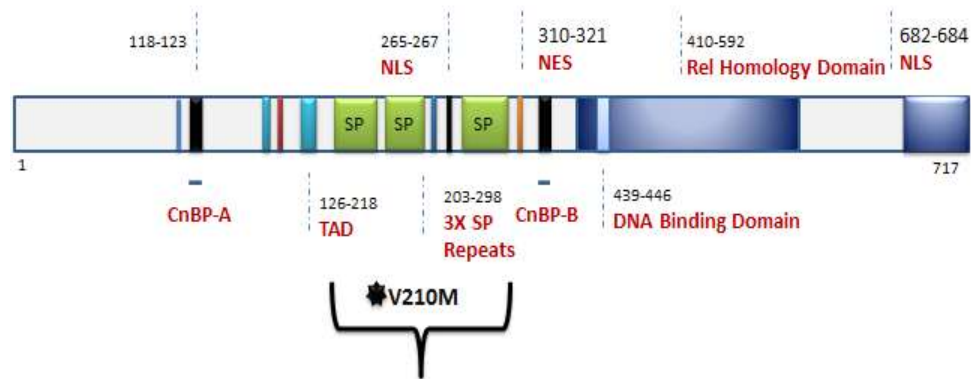 118-123
265-267
NLS
310-321
NES
410-592
Rel Homology Domain
682-684
NLS
SP
SP
SP
1
717
CnBP-A
126-218
TAD
203-298
3X SP
Repeats
CnBP-B
439-446
DNA Binding Domain
V210M